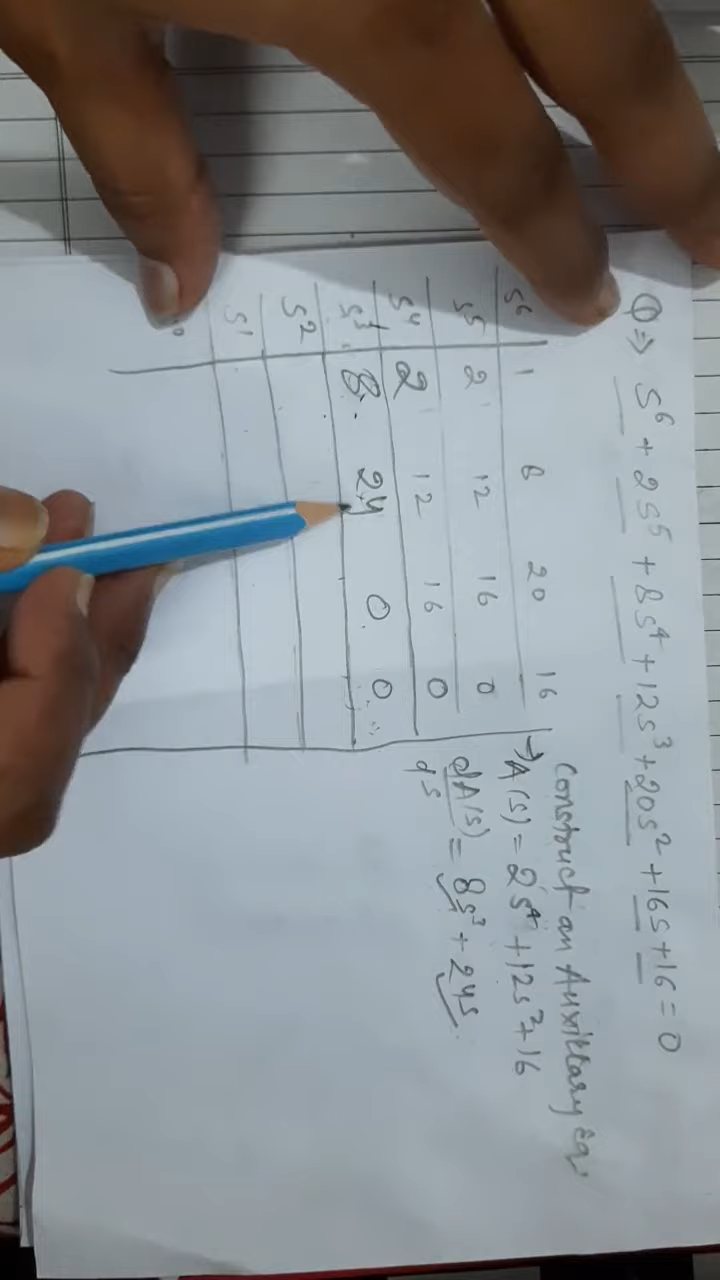 ①⇒ S⁶ + 2S⁵ + 8S⁴ + 12S³ + 20S² + 16S + 16 = 0
S⁶ 1 8 20 16
S⁵ 2 12 16 0
S⁴ 2 12 16 0
S³ 8 24 0 0
S²
S¹
Construct an Auxillary Eq.
→ A(S) = 2S⁴ + 12S² + 16
dA(S)/dS = 8S³ + 24S